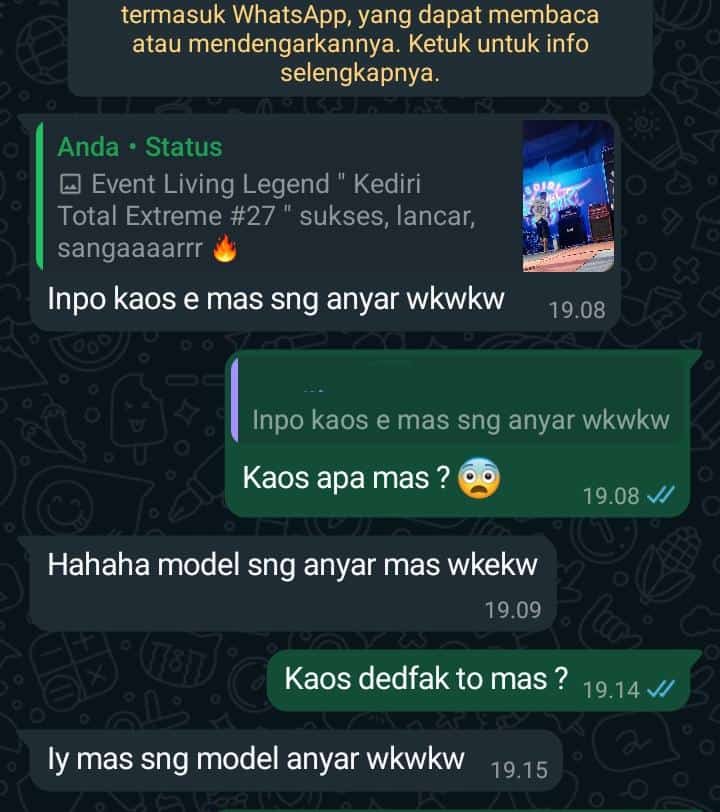 termasuk WhatsApp, yang dapat membaca
atau mendengarkannya. Ketuk untuk info
selengkapnya.
Anda • Status
Event Living Legend " Kediri
Total Extreme #27 " sukses, lancar,
sangaaaarrr 🔥
Inpo kaos e mas sng anyar wkwkw
19.08
Inpo kaos e mas sng anyar wkwkw
Kaos apa mas ? 😨
19.08
Hahaha model sng anyar mas wkekw
19.09
Kaos dedfak to mas ? 19.14
Iy mas sng model anyar wkwkw 19.15